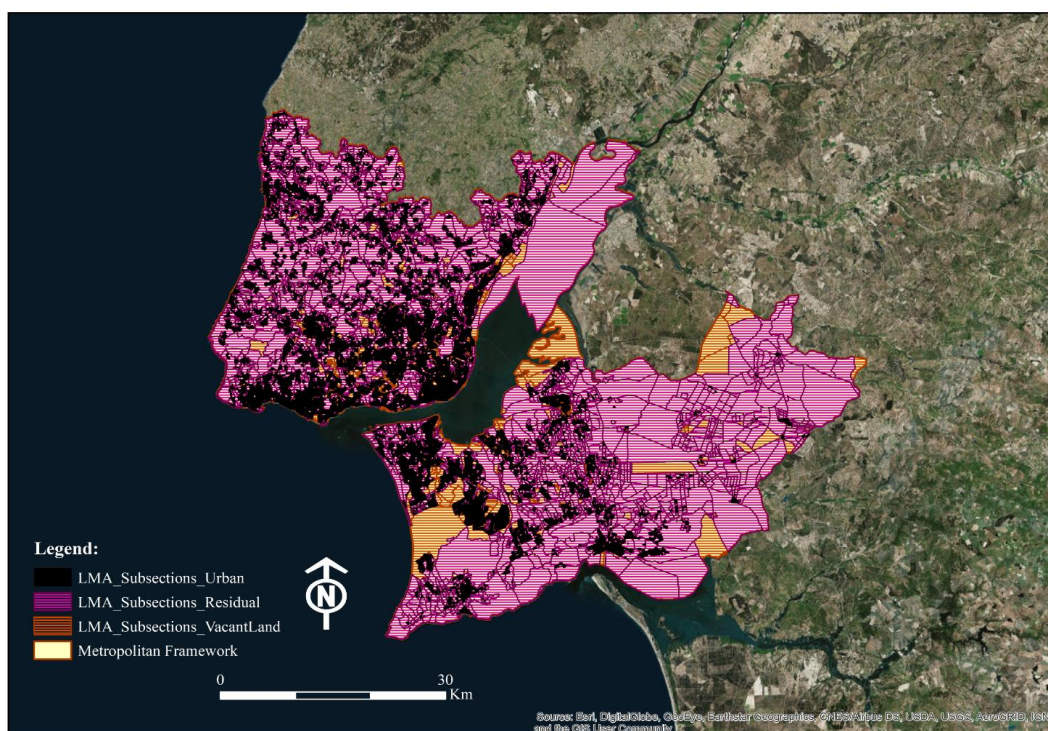 Legend:
LMA_Subsections_Urban
LMA_Subsections_Residual
LMA_Subsections_VacantLand
Metropolitan Framework
N
0 30
Km
Source: Esri, DigitalGlobe, GeoEye, Earthstar Geographics, CNES/Airbus DS, USDA, USGS, AeroGRID, IGN,
and the GIS User Community